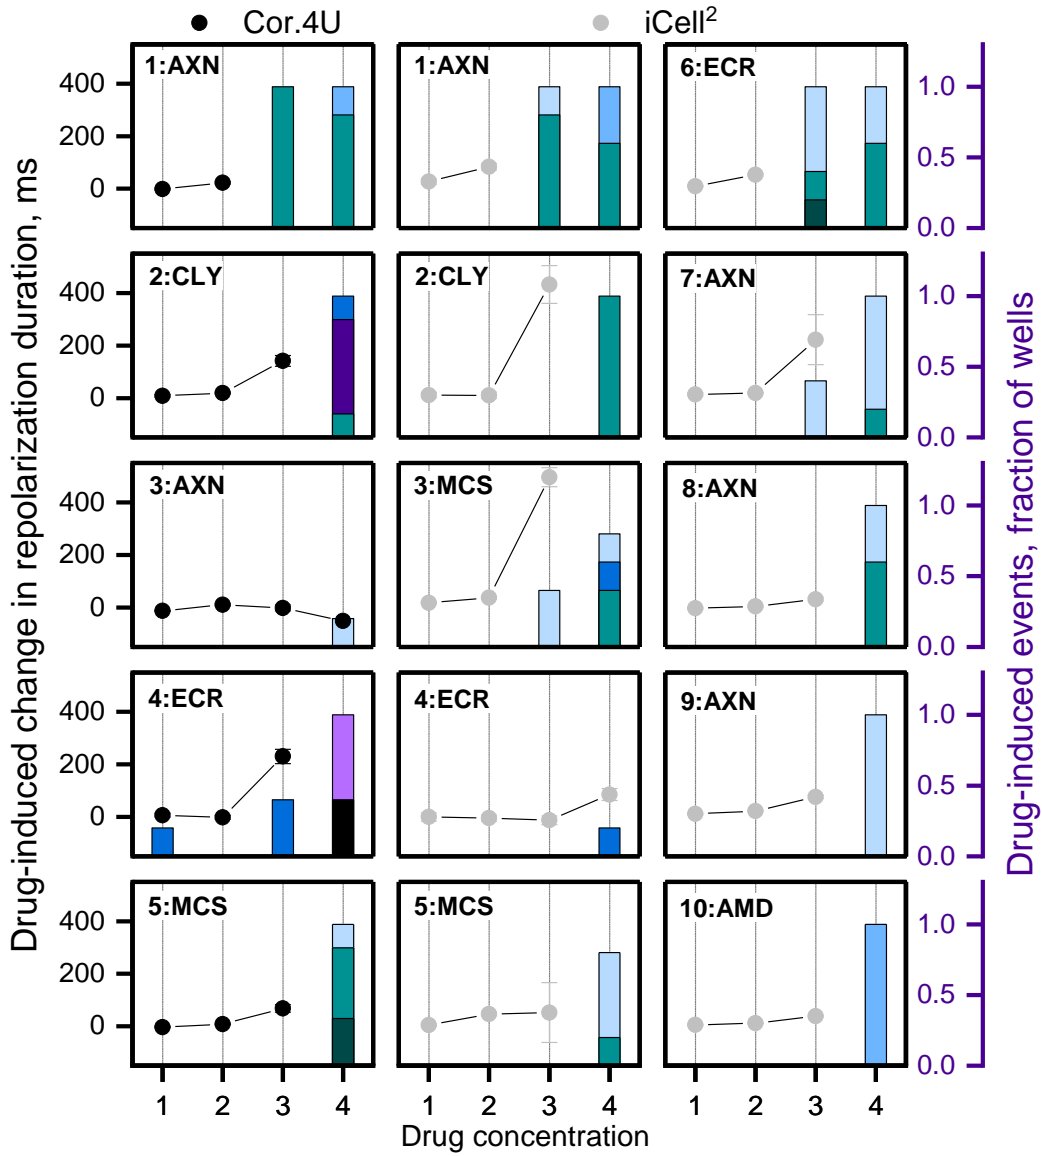 Cor.4U
iCell²
Drug-induced change in repolarization duration, ms
Drug-induced events, fraction of wells
1:AXN
1:AXN
6:ECR
400
200
0
1.0
0.5
0.0
2:CLY
2:CLY
7:AXN
400
200
0
1.0
0.5
0.0
3:AXN
3:MCS
8:AXN
400
200
0
1.0
0.5
0.0
4:ECR
4:ECR
9:AXN
400
200
0
1.0
0.5
0.0
5:MCS
5:MCS
10:AMD
400
200
0
1.0
0.5
0.0
1 2 3 4
1 2 3 4
1 2 3 4
Drug concentration